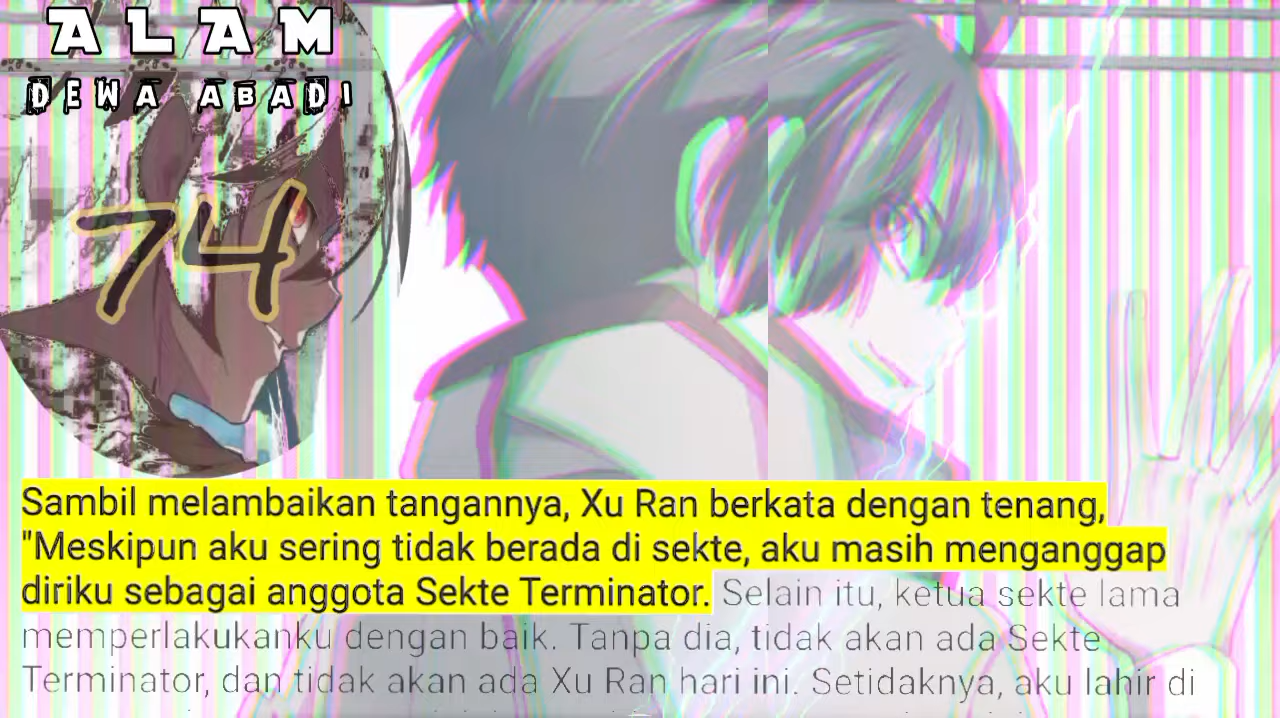 ALAM
DEWA ABADI
74
Sambil melambaikan tangannya, Xu Ran berkata dengan tenang,
"Meskipun aku sering tidak berada di sekte, aku masih menganggap
diriku sebagai anggota Sekte Terminator. Selain itu, ketua sekte lama
memperlakukanku dengan baik. Tanpa dia, tidak akan ada Sekte
Terminator, dan tidak akan ada Xu Ran hari ini. Setidaknya, aku lahir di